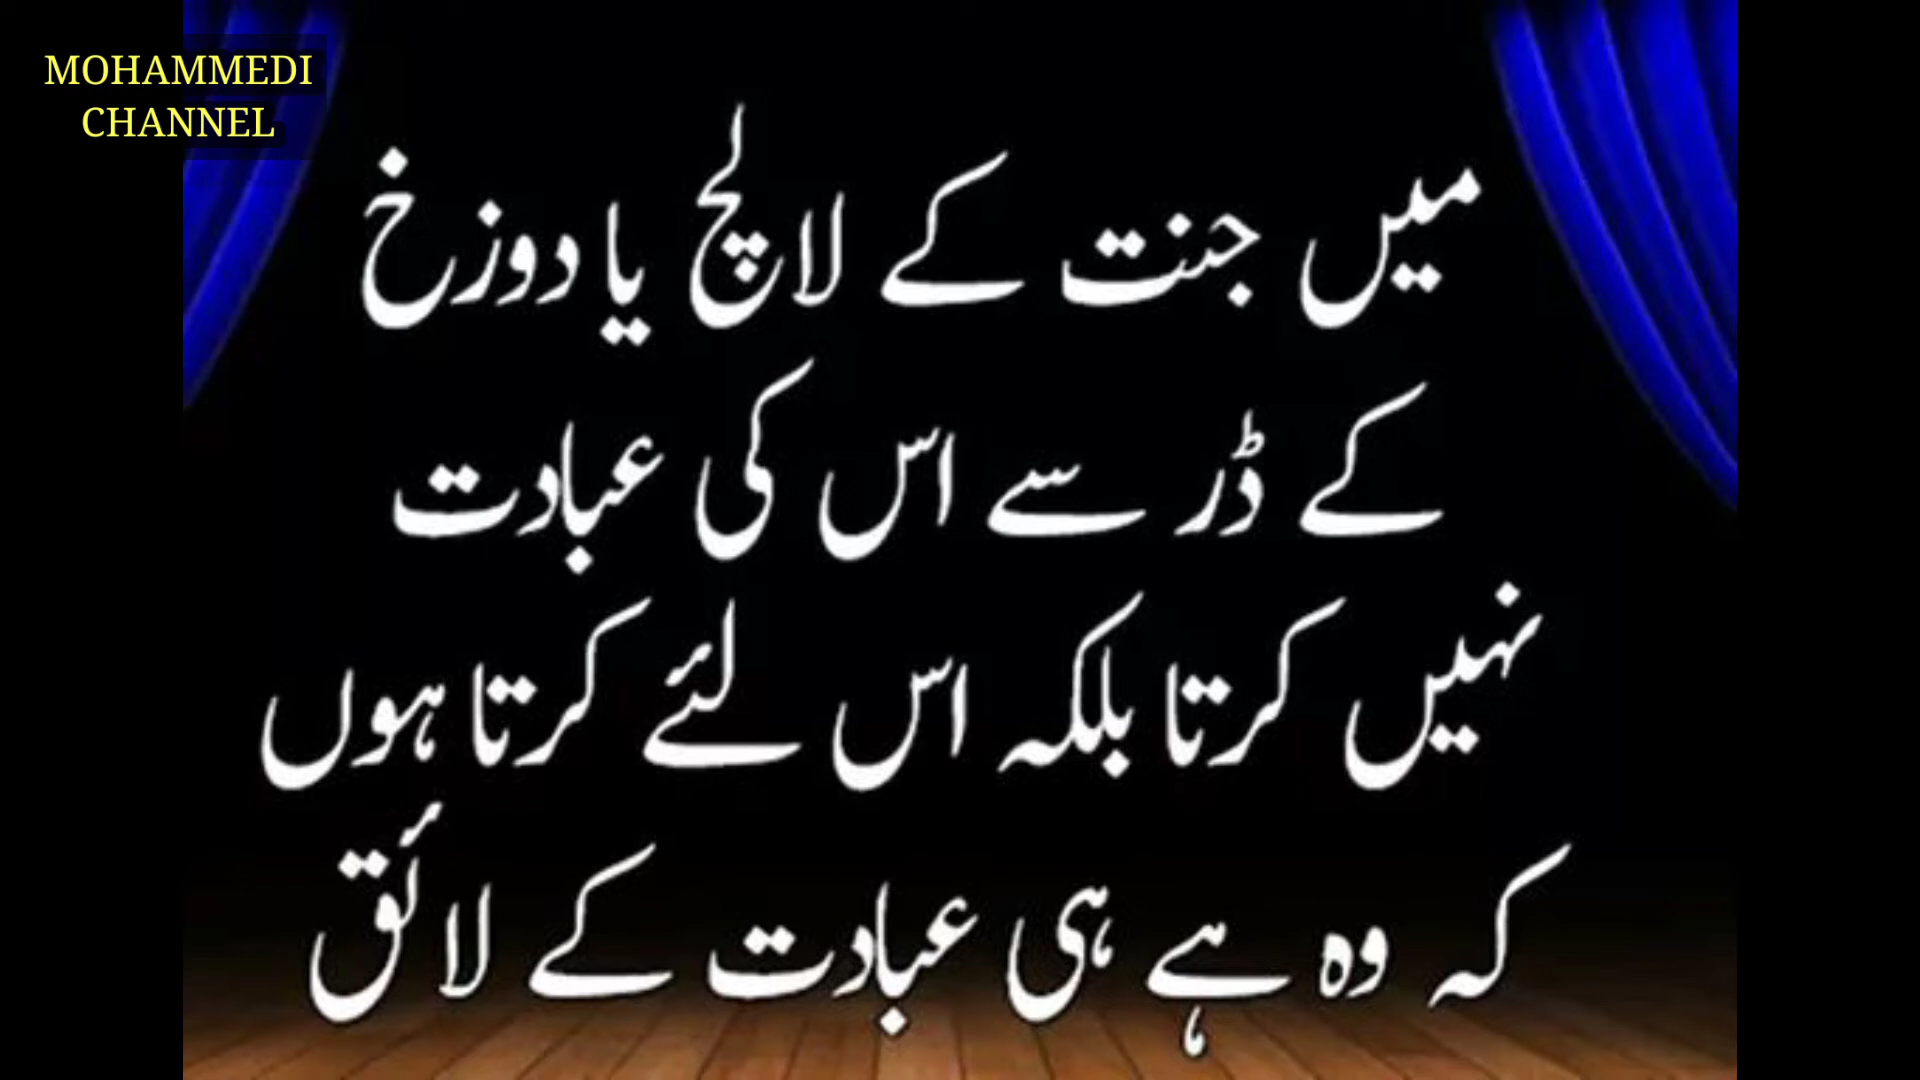 MOHAMMEDI
CHANNEL
میں جنت کے لالچ یا دوزخ
کے ڈر سے اس کی عبادت
نہیں کرتا بلکہ اس لئے کرتا ہوں
کہ وہ ہے ہی عبادت کے لائق